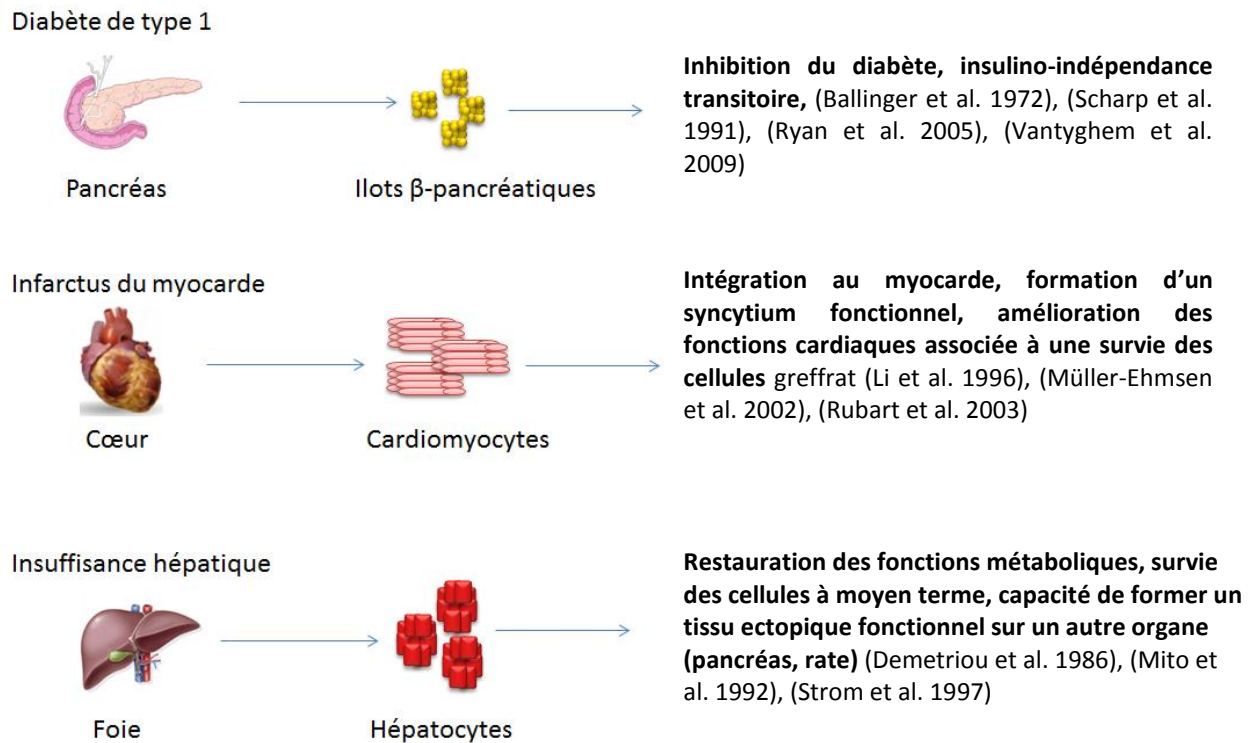 Diabète de type 1
Pancréas
Ilots β-pancréatiques
Inhibition du diabète, insulino-indépendance
transitoire, (Ballinger et al. 1972), (Scharp et al.
1991), (Ryan et al. 2005), (Vantyghem et al.
2009)
Infarctus du myocarde
Cœur
Cardiomyocytes
Intégration au myocarde, formation d’un
syncytium fonctionnel, amélioration des
fonctions cardiaques associée à une survie des
cellules greffrat (Li et al. 1996), (Müller-Ehmsen
et al. 2002), (Rubart et al. 2003)
Insuffisance hépatique
Foie
Hépatocytes
Restauration des fonctions métaboliques, survie
des cellules à moyen terme, capacité de former un
tissu ectopique fonctionnel sur un autre organe
(pancréas, rate) (Demetriou et al. 1986), (Mito et
al. 1992), (Strom et al. 1997)